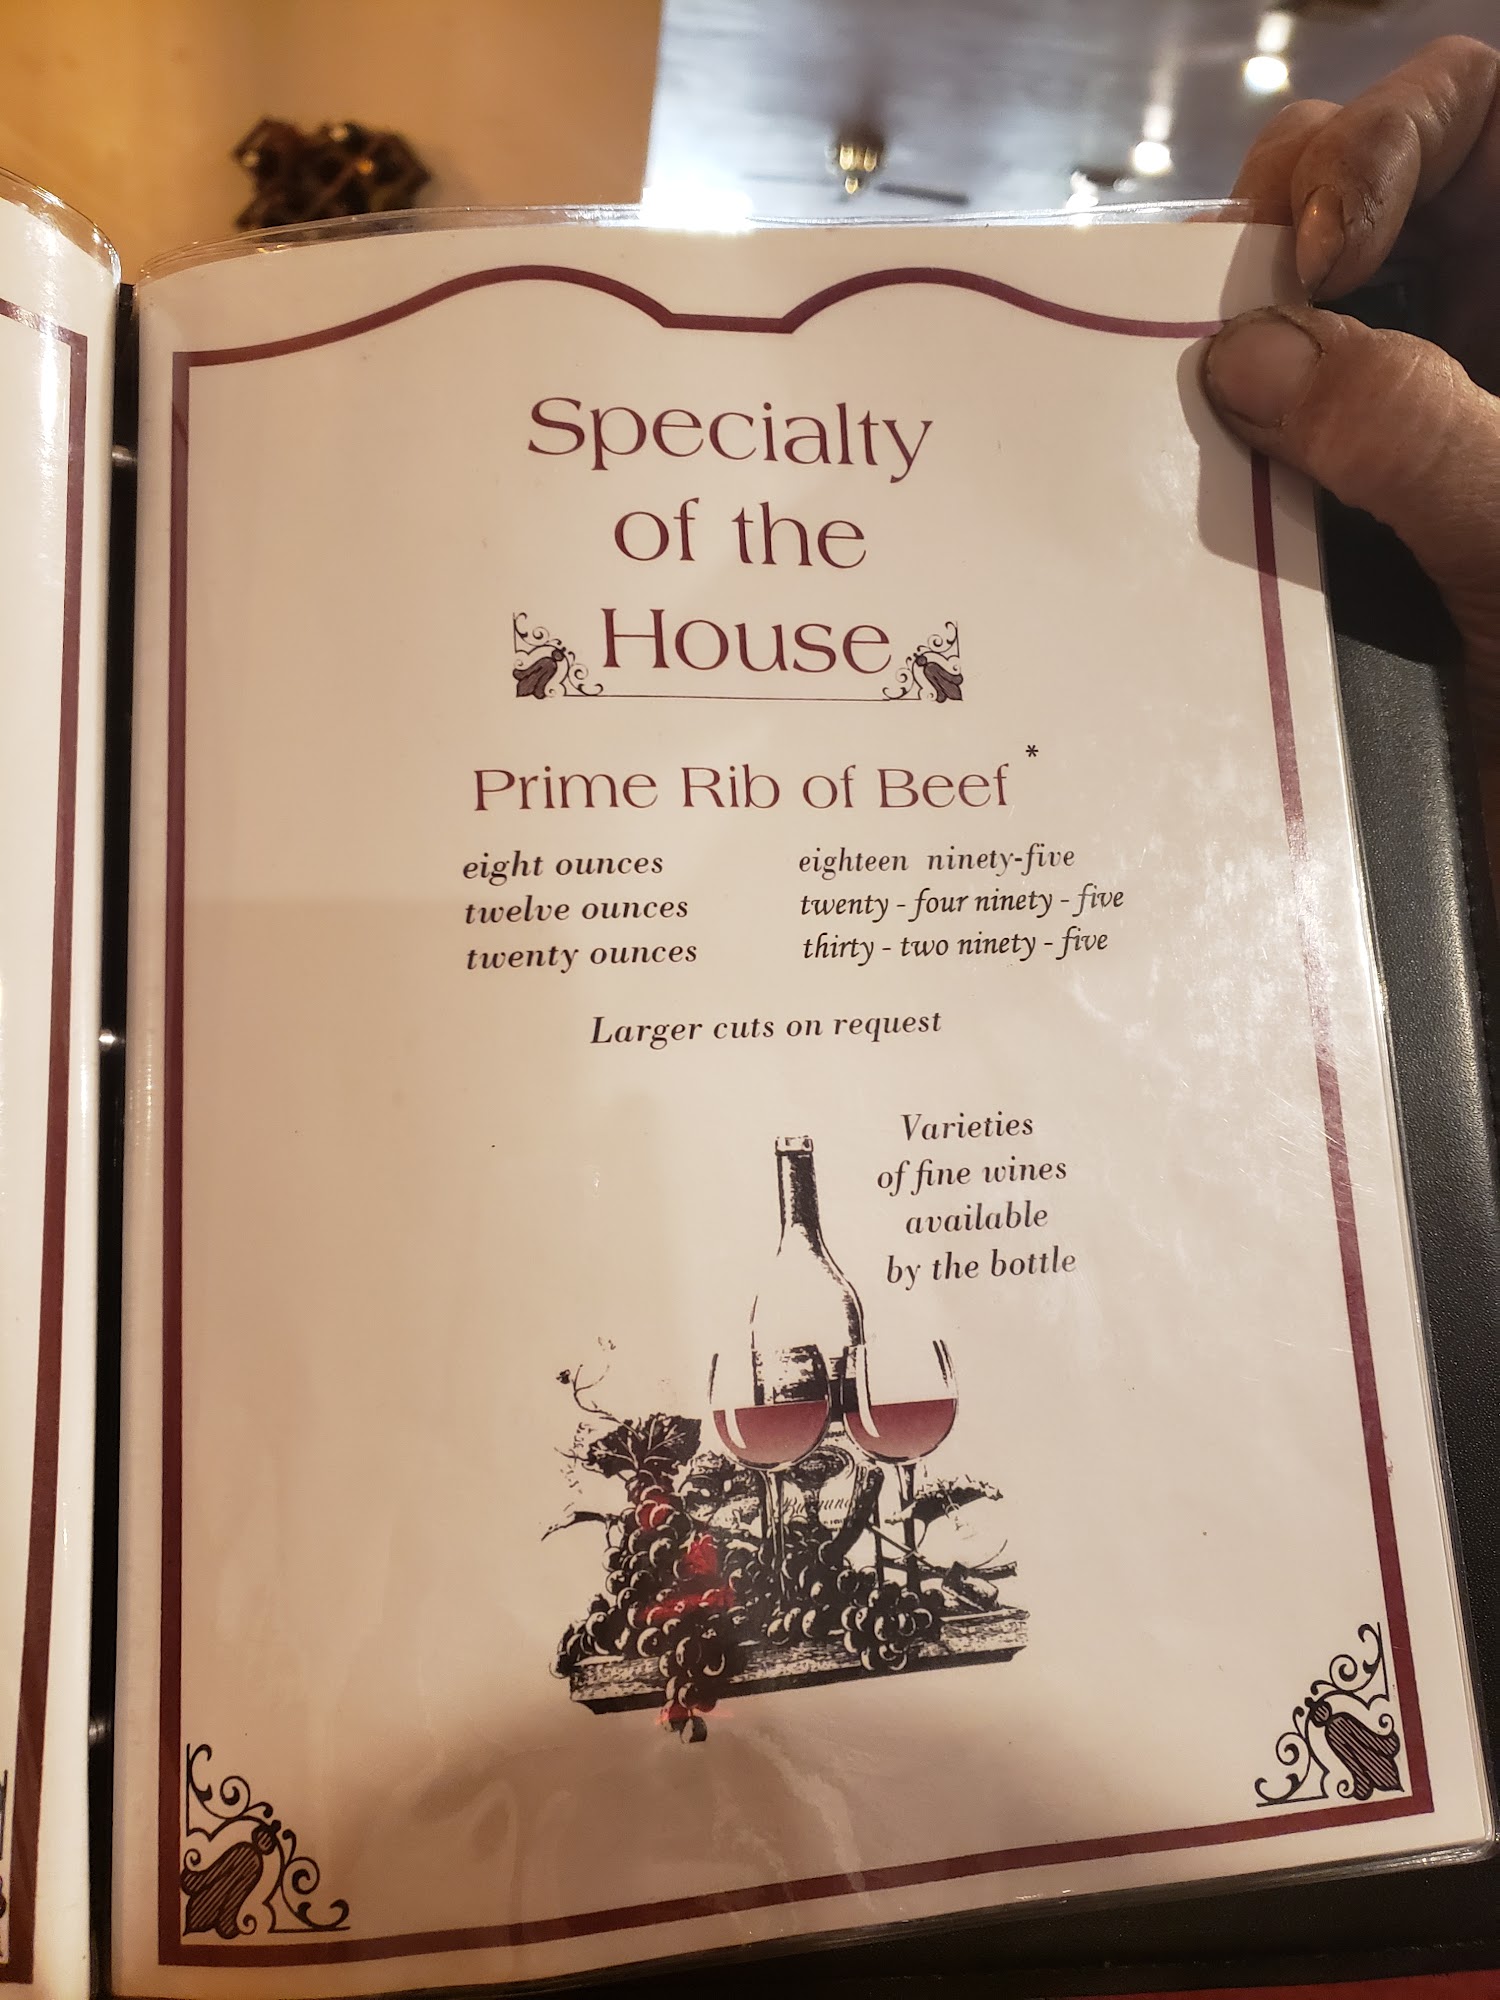 Specialty
of the
House
Prime Rib of Beef *
eight ounces eighteen ninety-five
twelve ounces twenty - four ninety - five
twenty ounces thirty - two ninety - five
Larger cuts on request
Varieties
of fine wines
available
by the bottle